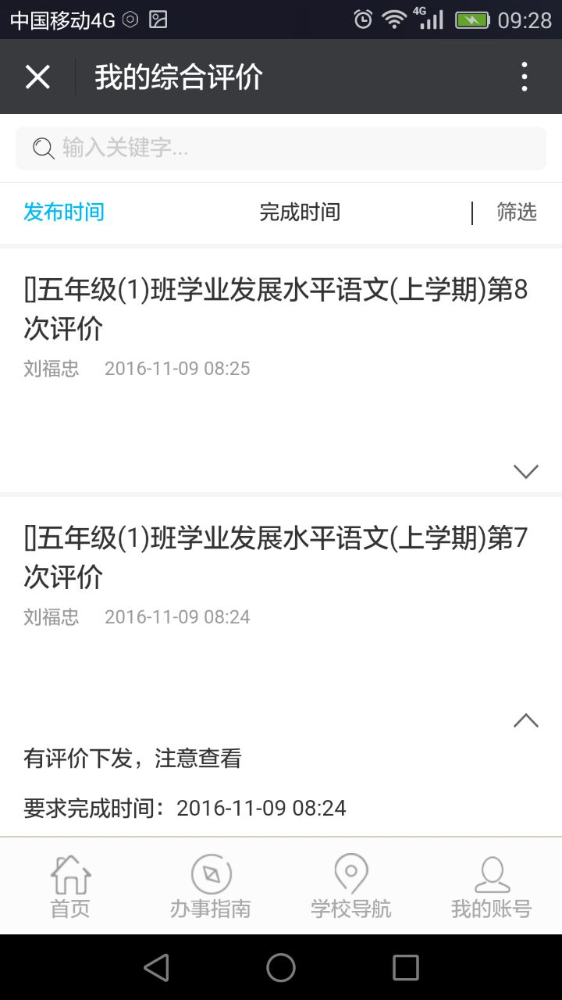 中国移动4G 4G 09:28
我的综合评价
输入关键字...
发布时间 完成时间 筛选
[]五年级(1)班学业发展水平语文(上学期)第8
次评价
刘福忠 2016-11-09 08:25
[]五年级(1)班学业发展水平语文(上学期)第7
次评价
刘福忠 2016-11-09 08:24
有评价下发，注意查看
要求完成时间：2016-11-09 08:24
首页 办事指南 学校导航 我的账号